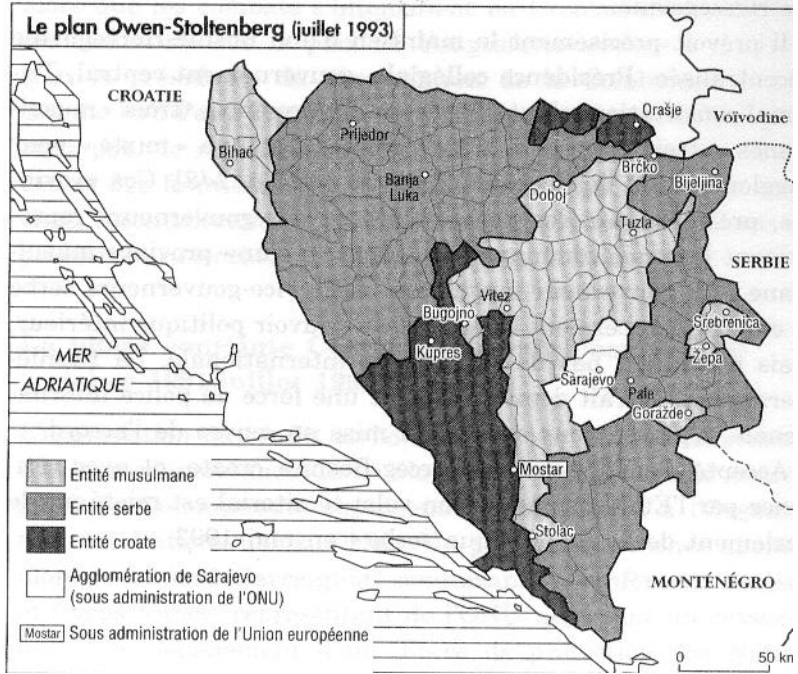 Le plan Owen-Stoltenberg (juillet 1993)
CROATIE
Orašje
Voïvodine
Prijedor
Bihać
Brčko
Banja
Luka
Doboj
Bijeljina
Tuzla
SERBIE
Vitez
Bugojno
Srebrenica
Kupres
Žepa
MER
ADRIATIQUE
Sarajevo
Pale
Goražde
Entité musulmane
Mostar
Entité serbe
Stolac
Entité croate
Agglomération de Sarajevo
(sous administration de l'ONU)
MONTÉNÉGRO
Mostar Sous administration de l'Union européenne
0 50 km